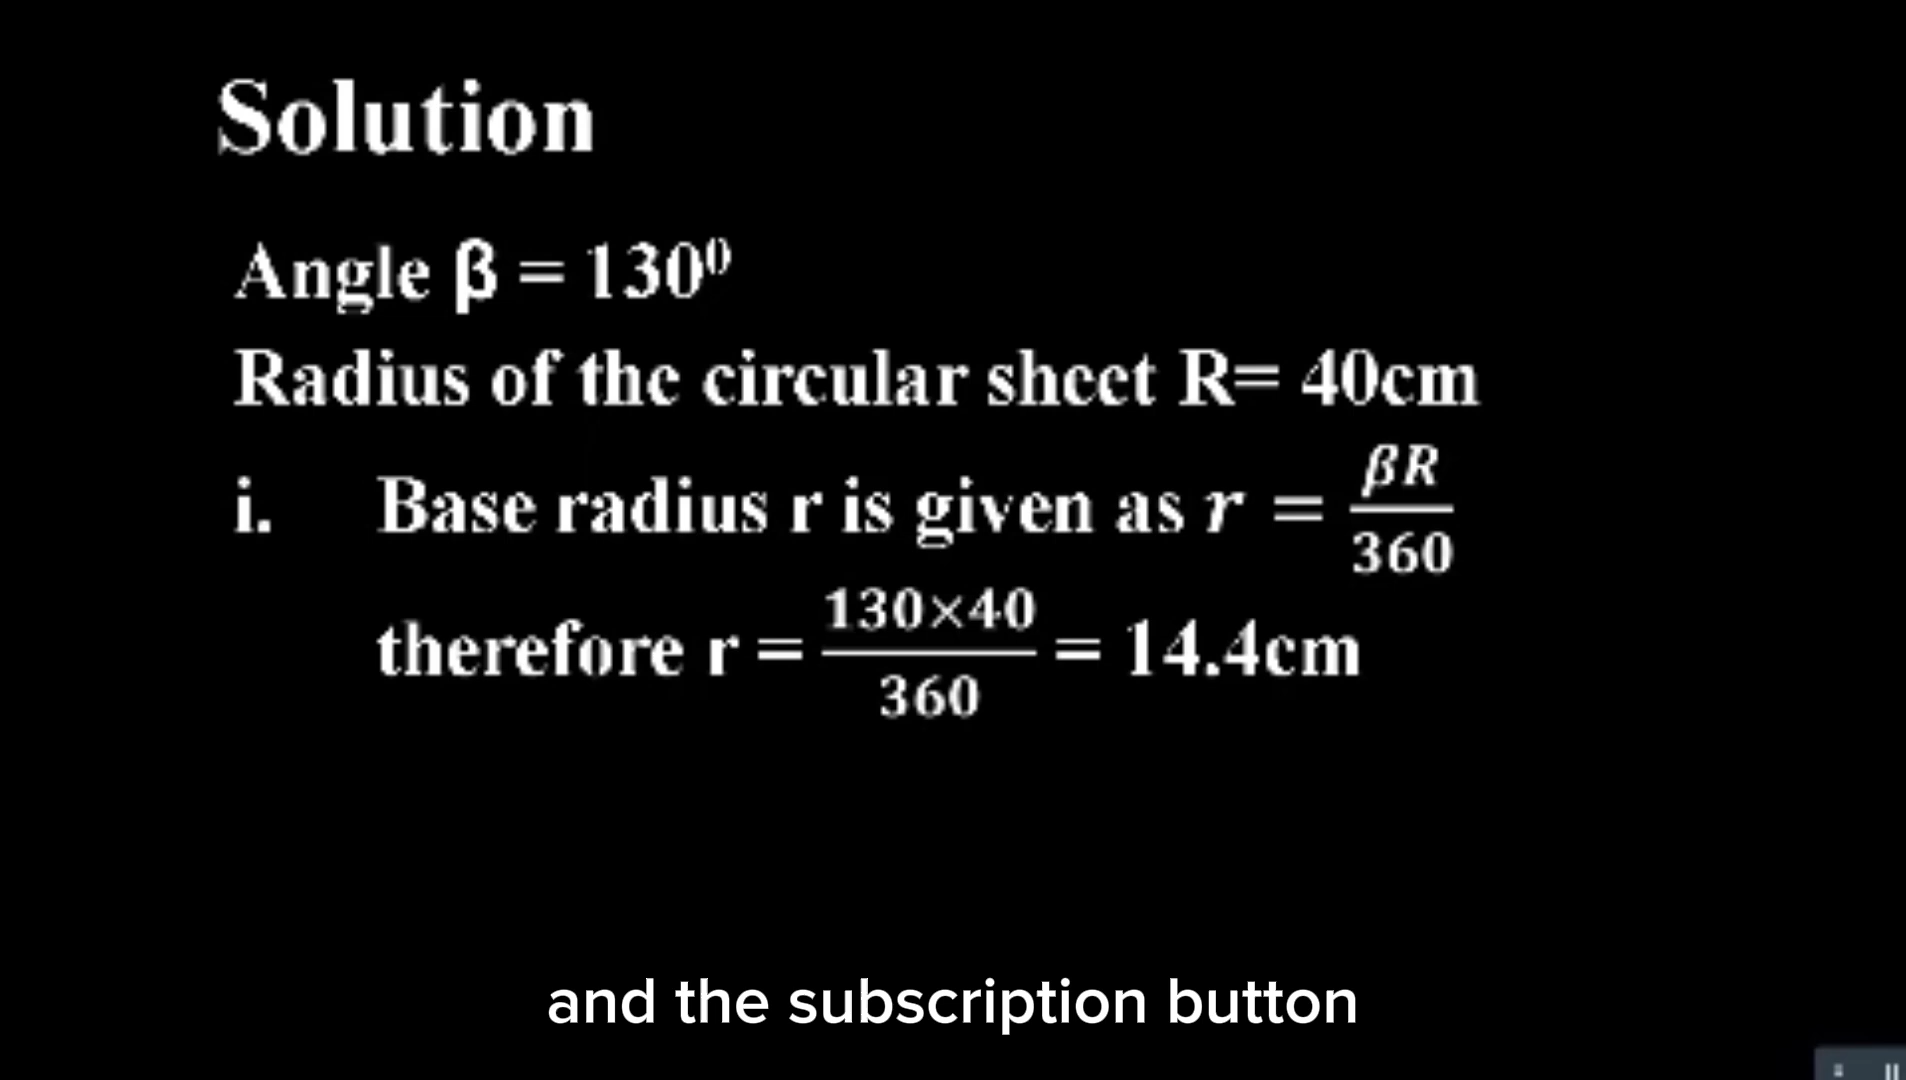 Solution
Angle β = 130⁰
Radius of the circular sheet R= 40cm
i. Base radius r is given as r = βR/360
therefore r = 130×40/360 = 14.4cm
and the subscription button